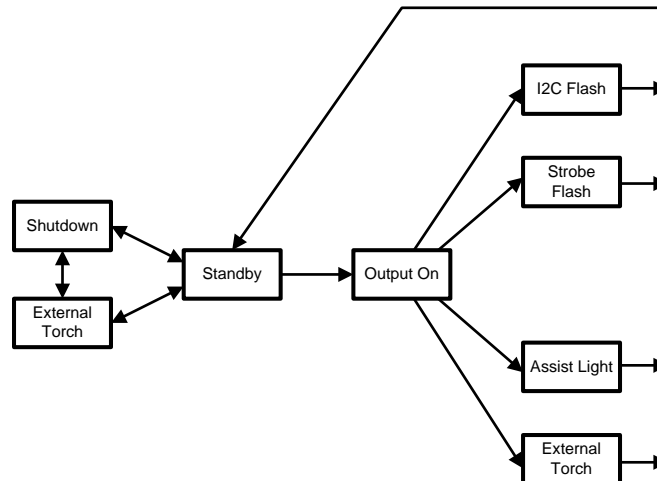 I2C Flash
Strobe
Flash
Shutdown
Standby
Output On
External
Torch
Assist Light
External
Torch